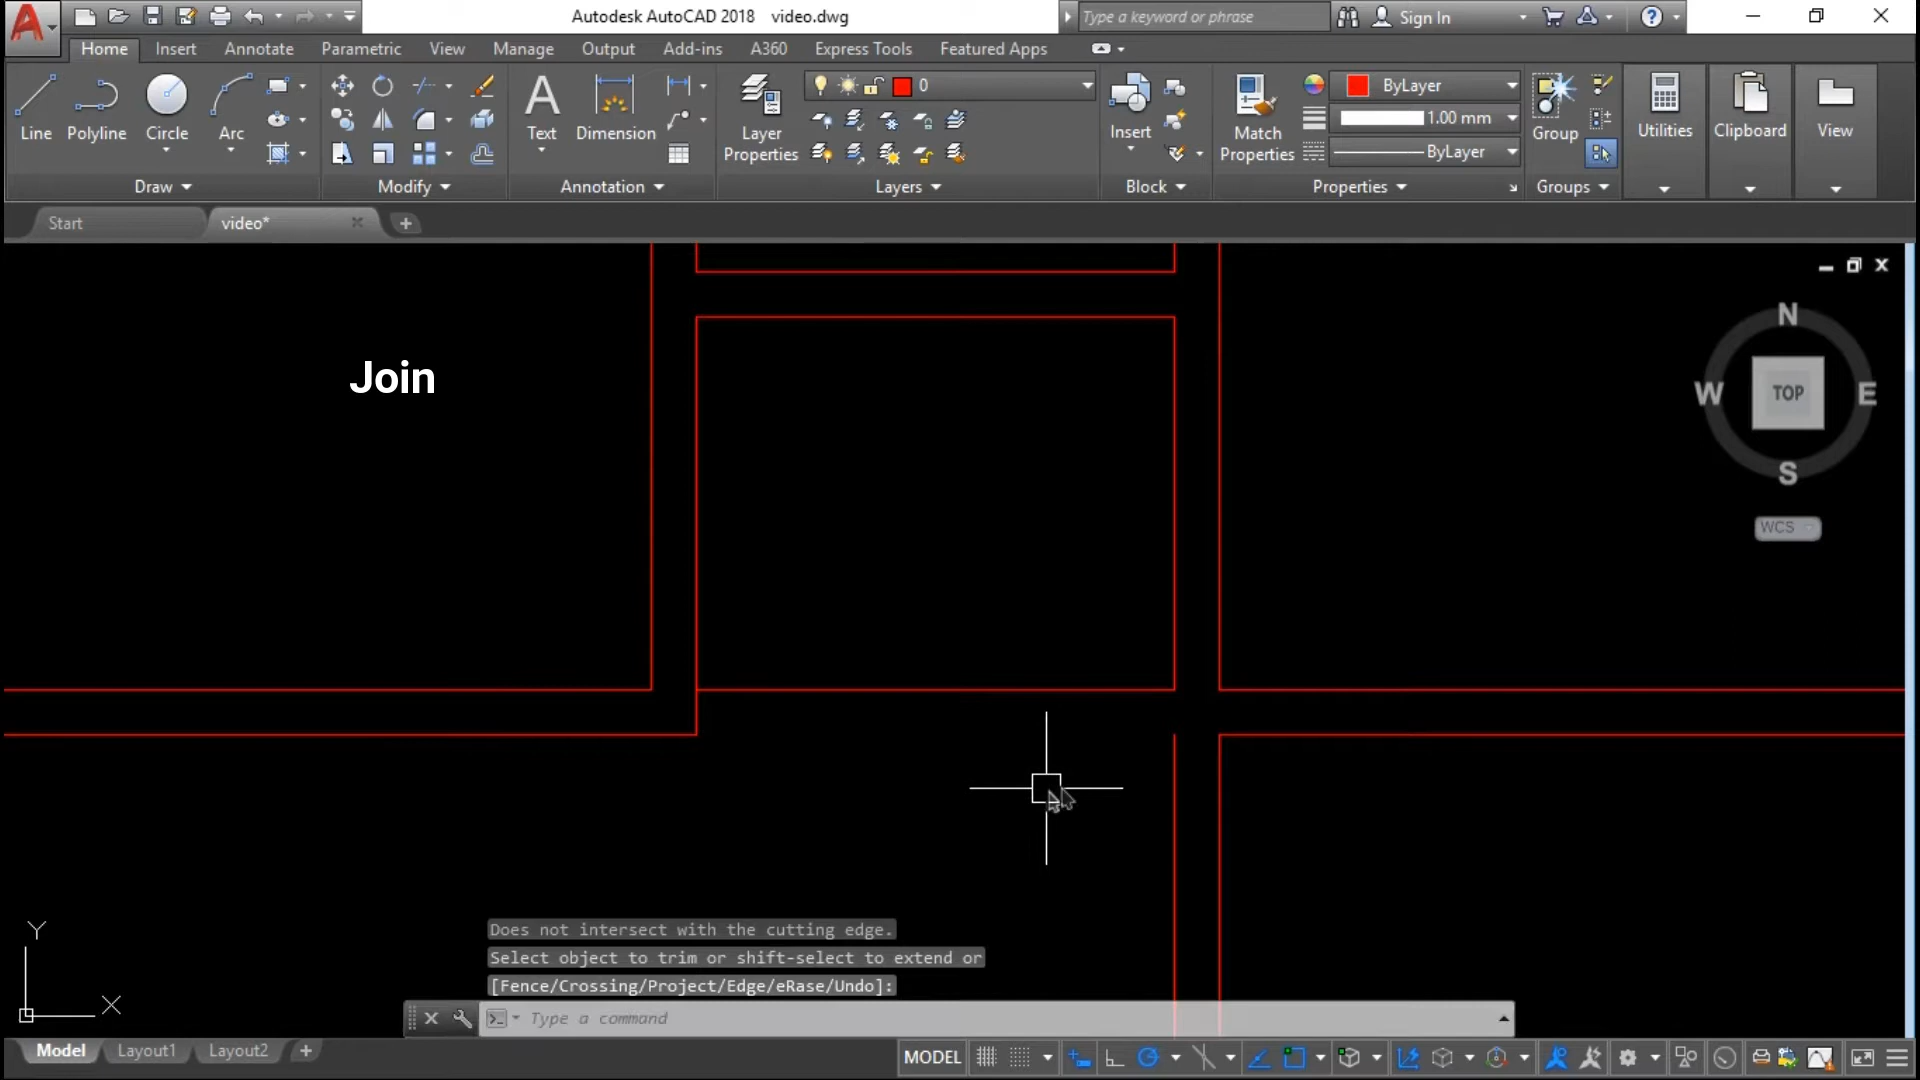 Autodesk AutoCAD 2018 video.dwg
Type a keyword or phrase
Sign In
Home Insert Annotate Parametric View Manage Output Add-ins A360 Express Tools Featured Apps
Line Polyline Circle Arc
Draw
Modify
Text Dimension
Annotation
Layer
Properties
0
Layers
Insert
Block
Match
Properties
ByLayer
1.00 mm
ByLayer
Properties
Group
Groups
Utilities
Clipboard
View
Start video*
Join
N
W TOP E
S
WCS
Y
X
Does not intersect with the cutting edge.
Select object to trim or shift-select to extend or
[Fence/Crossing/Project/Edge/eRase/Undo]:
Type a command
Model Layout1 Layout2
MODEL